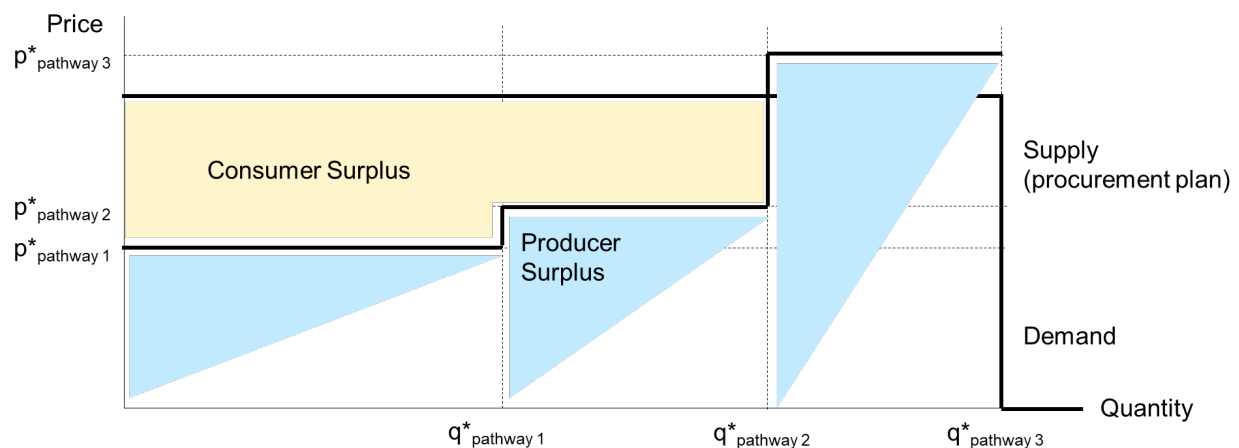 Price
p*pathway 3
Consumer Surplus
Supply
(procurement plan)
p*pathway 2
p*pathway 1
Producer
Surplus
Demand
Quantity
q*pathway 1
q*pathway 2
q*pathway 3